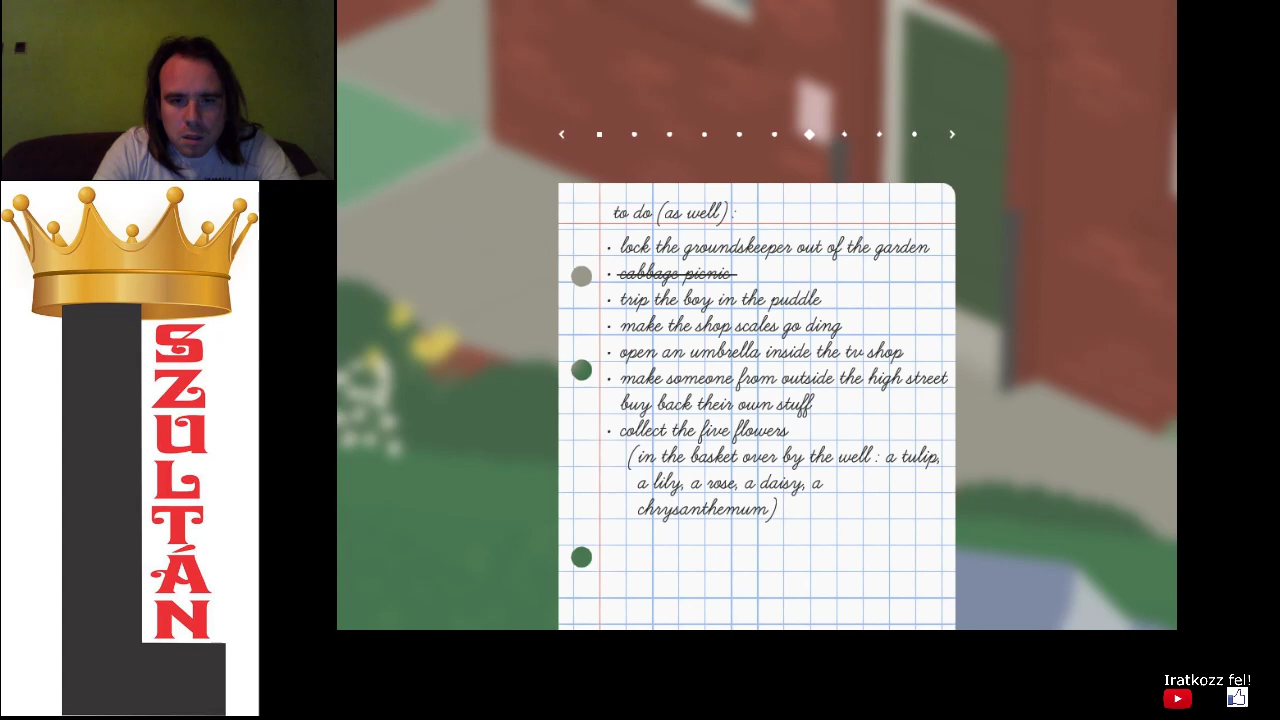 to do (as well):
• lock the groundskeeper out of the garden
• cabbage picnic
• trip the boy in the puddle
• make the shop scales go ding
• open an umbrella inside the tv shop
• make someone from outside the high street
buy back their own stuff
• collect the five flowers
(in the basket over by the well: a tulip,
a lily, a rose, a daisy, a
chrysanthemum)
L
SZULTÁN
Iratkozz fel!